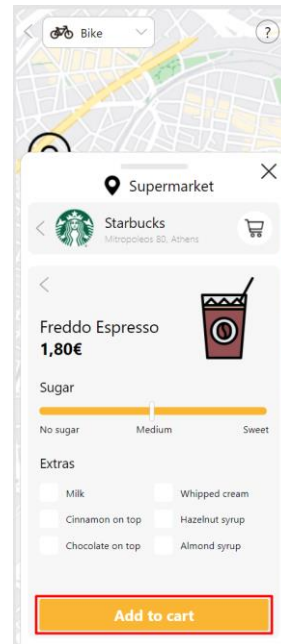 Bike
?
Supermarket
Starbucks
Mitropoleos 80, Athens
Freddo Espresso
1,80€
Sugar
No sugar Medium Sweet
Extras
Milk Whipped cream
Cinnamon on top Hazelnut syrup
Chocolate on top Almond syrup
Add to cart